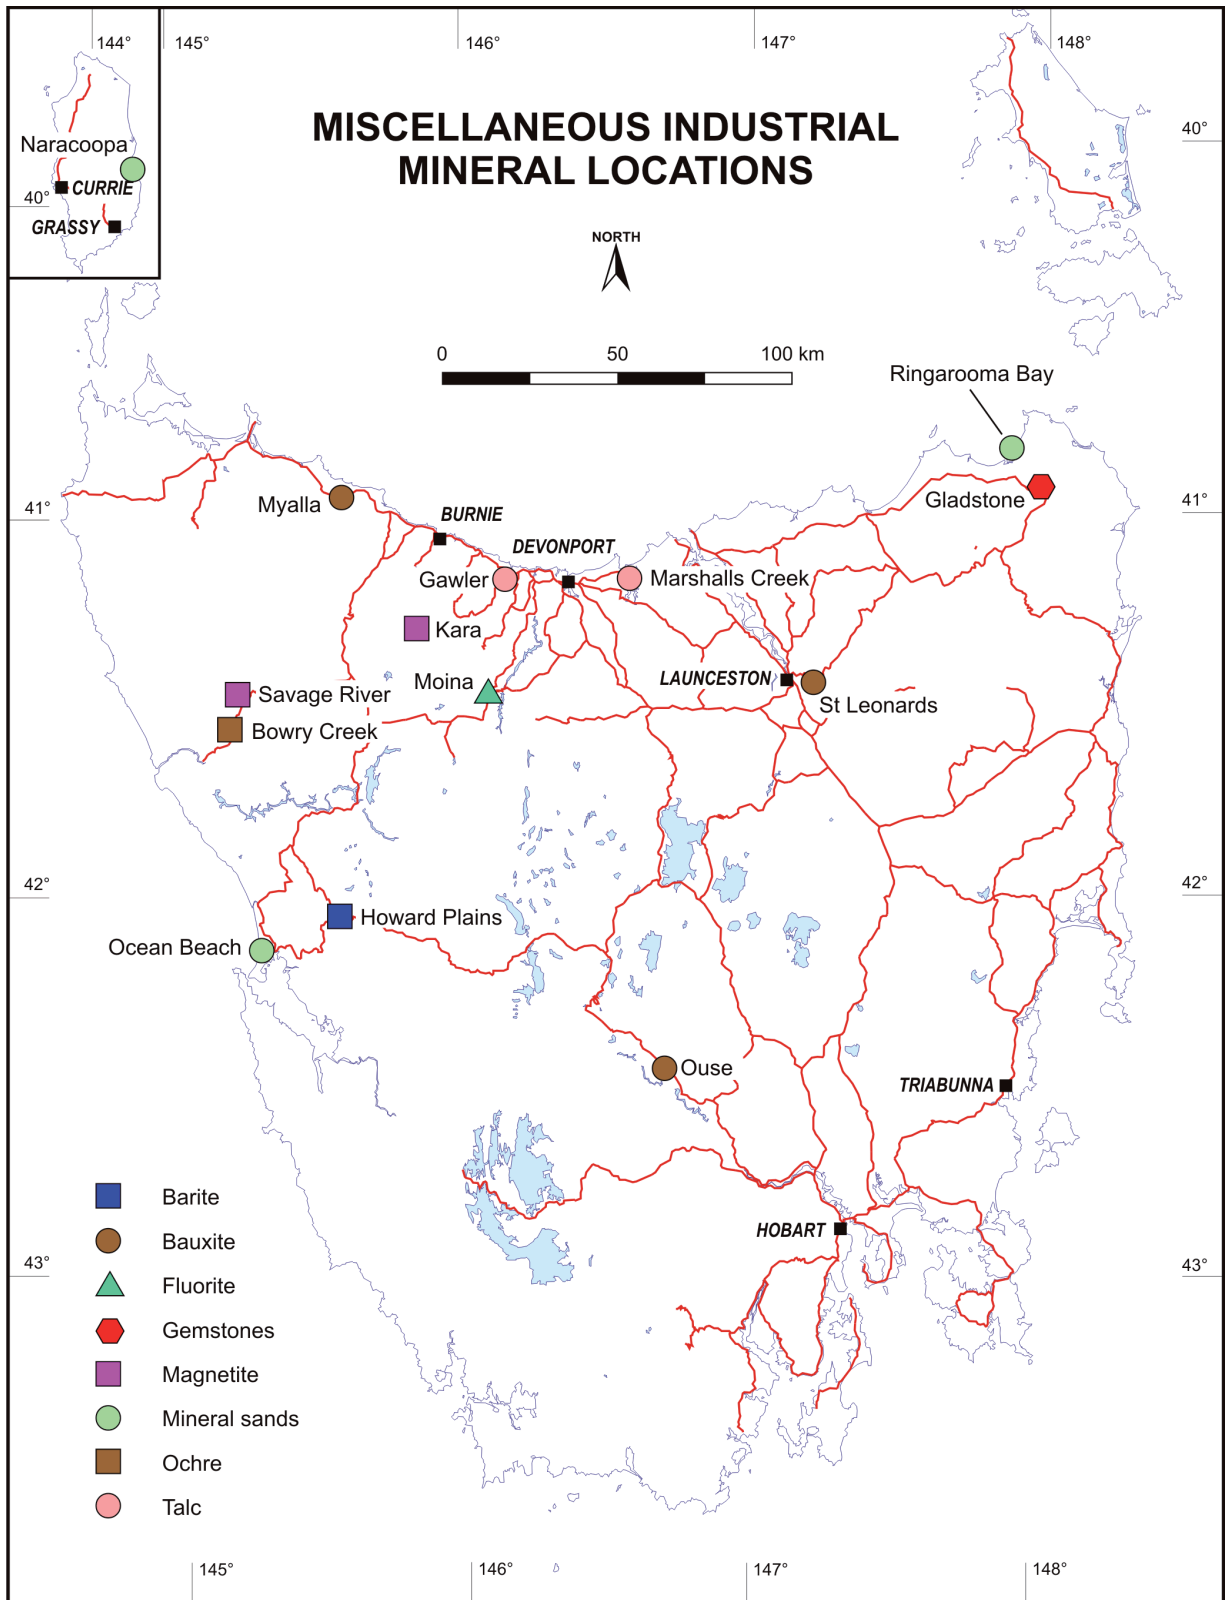 144°
145°
146°
147°
148°
MISCELLANEOUS INDUSTRIAL
MINERAL LOCATIONS
40°
Naracoopa
CURRIE
40°
GRASSY
NORTH
0
50
100 km
Ringarooma Bay
41°
Myalla
BURNIE
Gladstone
41°
DEVONPORT
Gawler
Marshalls Creek
Kara
Moina
LAUNCESTON
Savage River
St Leonards
Bowry Creek
42°
42°
Howard Plains
Ocean Beach
Ouse
TRIABUNNA
Barite
HOBART
Bauxite
43°
43°
Fluorite
Gemstones
Magnetite
Mineral sands
Ochre
Talc
145°
146°
147°
148°